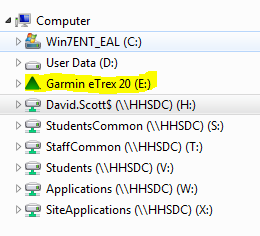 Computer
Win7ENT_EAL (C:)
User Data (D:)
Garmin eTrex 20 (E:)
David.Scott$ (\\HHSDC) (H:)
StudentsCommon (\\HHSDC) (S:)
StaffCommon (\\HHSDC) (T:)
Students (\\HHSDC) (V:)
Applications (\\HHSDC) (W:)
SiteApplications (\\HHSDC) (X:)